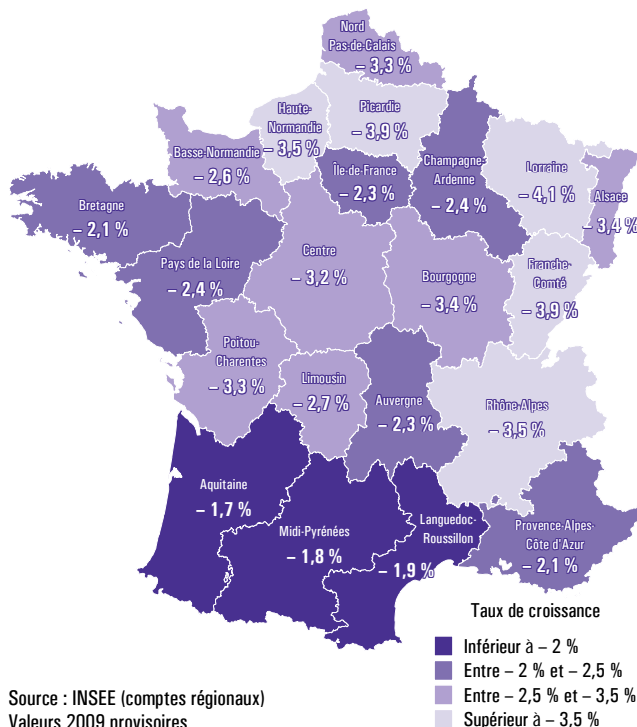 Nord
Pas-de-Calais
– 3,3 %
Haute-
Normandie
– 3,5 %
Picardie
– 3,9 %
Basse-Normandie
– 2,6 %
Île-de-France
– 2,3 %
Champagne-
Ardenne
– 2,4 %
Lorraine
– 4,1 %
Alsace
– 3,4 %
Bretagne
– 2,1 %
Pays de la Loire
– 2,4 %
Centre
– 3,2 %
Bourgogne
– 3,4 %
Franche-
Comté
– 3,9 %
Poitou-
Charentes
– 3,3 %
Limousin
– 2,7 %
Auvergne
– 2,3 %
Rhône-Alpes
– 3,5 %
Aquitaine
– 1,7 %
Midi-Pyrénées
– 1,8 %
Languedoc-
Roussillon
– 1,9 %
Provence-Alpes-
Côte d'Azur
– 2,1 %
Taux de croissance
Inférieur à – 2 %
Entre – 2 % et – 2,5 %
Entre – 2,5 % et – 3,5 %
Supérieur à – 3,5 %
Source : INSEE (comptes régionaux)
Valeurs 2009 provisoires